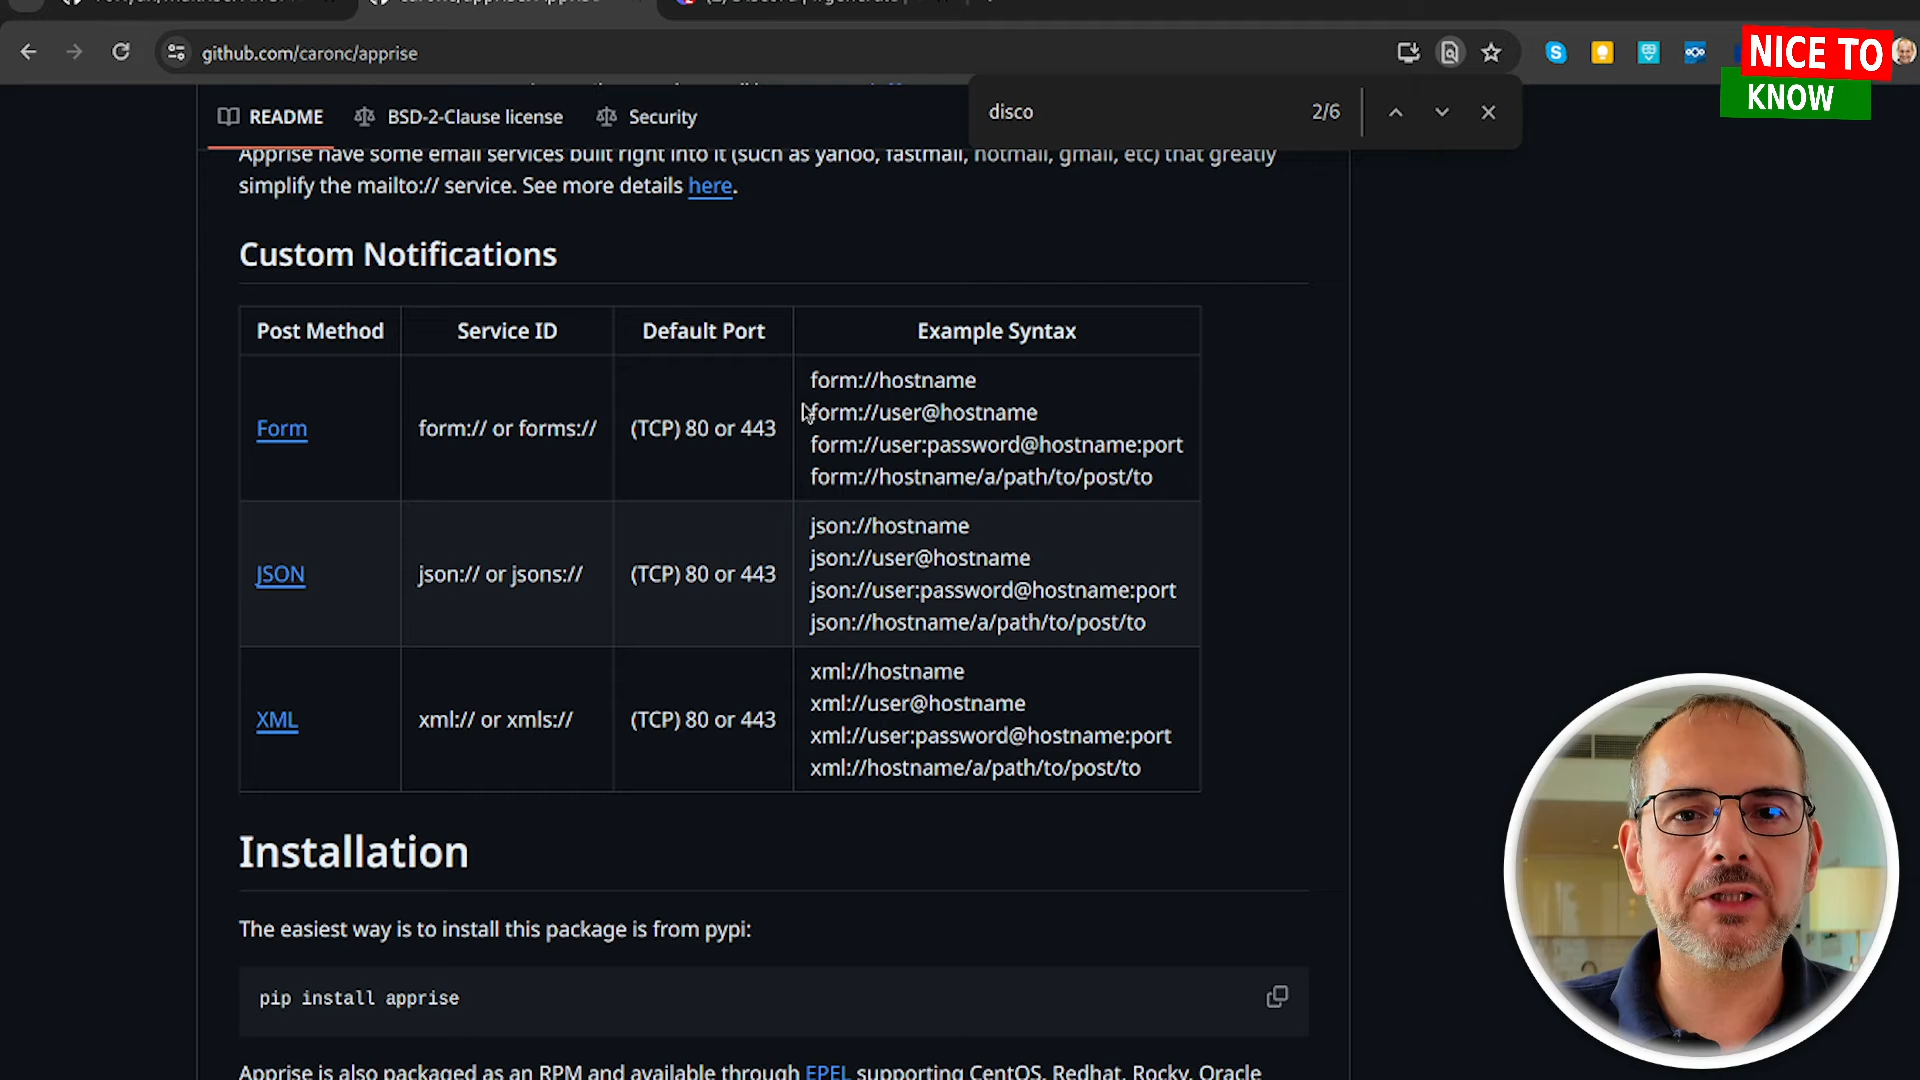 github.com/caronc/apprise
NICE TO
KNOW
disco
2/6
README
BSD-2-Clause license
Security
Apprise have some email services built right into it (such as yahoo, fastmail, hotmail, gmail, etc) that greatly
simplify the mailto:// service. See more details here.
Custom Notifications
Post Method
Service ID
Default Port
Example Syntax
Form
form:// or forms://
(TCP) 80 or 443
form://hostname
form://user@hostname
form://user:password@hostname:port
form://hostname/a/path/to/post/to
JSON
json:// or jsons://
(TCP) 80 or 443
json://hostname
json://user@hostname
json://user:password@hostname:port
json://hostname/a/path/to/post/to
XML
xml:// or xmls://
(TCP) 80 or 443
xml://hostname
xml://user@hostname
xml://user:password@hostname:port
xml://hostname/a/path/to/post/to
Installation
The easiest way is to install this package is from pypi:
pip install apprise
Apprise is also packaged as an RPM and available through EPEL supporting CentOS, Redhat, Rocky, Oracle